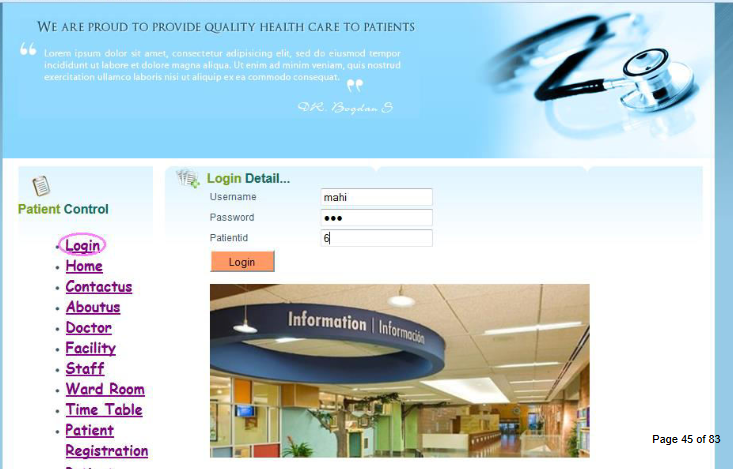 WE ARE PROUD TO PROVIDE QUALITY HEALTH CARE TO PATIENTS
“ Lorem ipsum dolor sit amet, consectetur adipisicing elit, sed do eiusmod tempor
incididunt ut labore et dolore magna aliqua. Ut enim ad minim veniam, quis nostrud
exercitation ullamco laboris nisi ut aliquip ex ea commodo consequat. ”
DR. Bogdan S
Patient Control
Login
Home
Contactus
Aboutus
Doctor
Facility
Staff
Ward Room
Time Table
Patient
Registration
Login Detail...
Username mahi
Password ●●●
Patientid 6
Login
Information | Información
Page 45 of 83